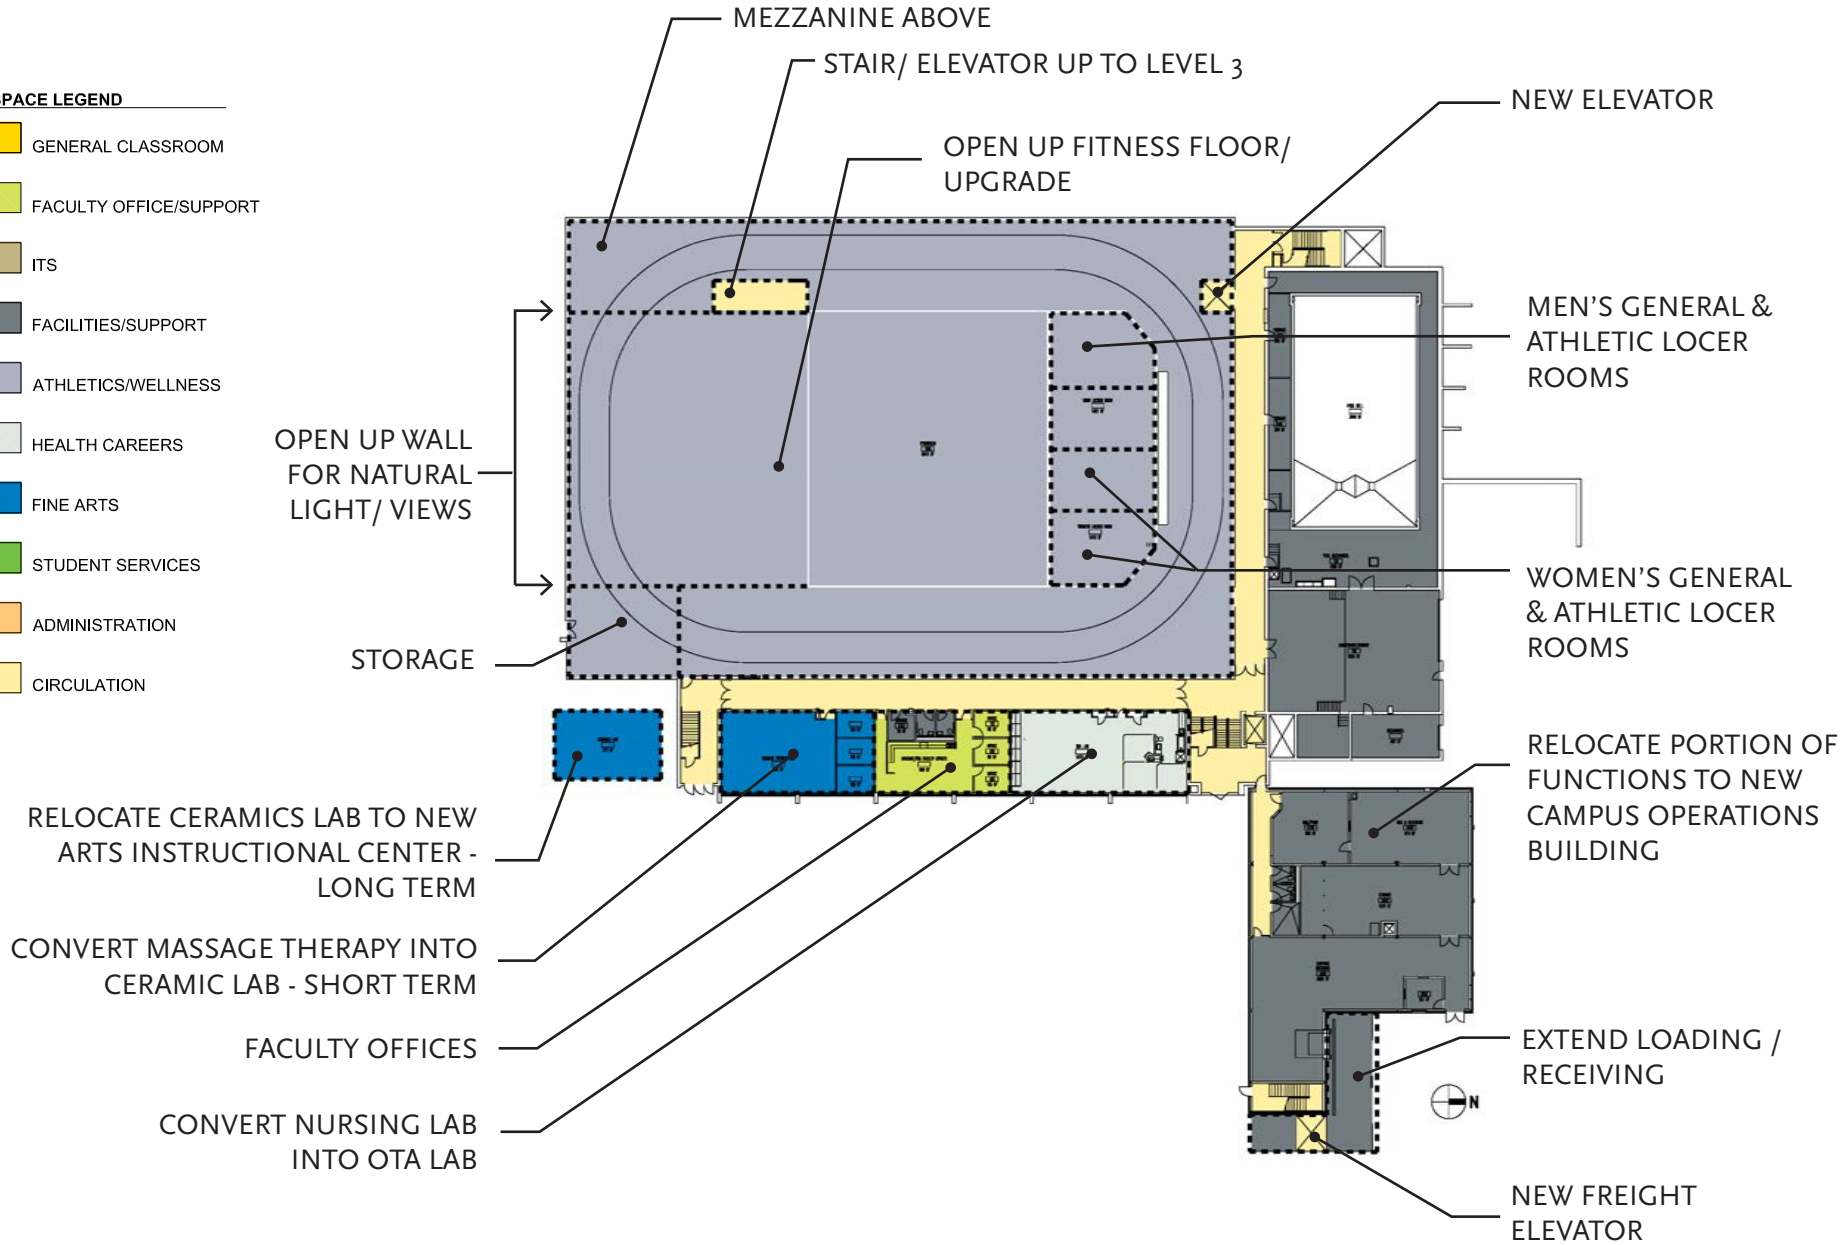 MEZZANINE ABOVE
STAIR/ ELEVATOR UP TO LEVEL 3
NEW ELEVATOR
OPEN UP FITNESS FLOOR/
UPGRADE
SPACE LEGEND
GENERAL CLASSROOM
FACULTY OFFICE/SUPPORT
ITS
FACILITIES/SUPPORT
ATHLETICS/WELLNESS
HEALTH CAREERS
FINE ARTS
STUDENT SERVICES
ADMINISTRATION
CIRCULATION
MEN'S GENERAL &
ATHLETIC LOCER
ROOMS
OPEN UP WALL
FOR NATURAL
LIGHT/ VIEWS
WOMEN'S GENERAL
& ATHLETIC LOCER
ROOMS
STORAGE
RELOCATE PORTION OF
FUNCTIONS TO NEW
CAMPUS OPERATIONS
BUILDING
RELOCATE CERAMICS LAB TO NEW
ARTS INSTRUCTIONAL CENTER -
LONG TERM
CONVERT MASSAGE THERAPY INTO
CERAMIC LAB - SHORT TERM
FACULTY OFFICES
CONVERT NURSING LAB
INTO OTA LAB
EXTEND LOADING /
RECEIVING
N
NEW FREIGHT
ELEVATOR